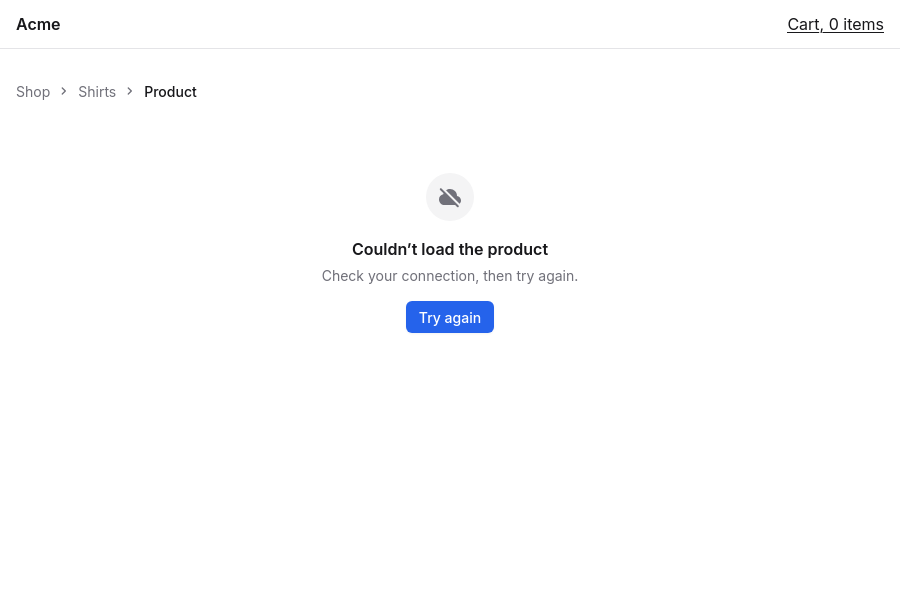 Acme
Cart, 0 items
Shop
Shirts
Product
Couldn’t load the product
Check your connection, then try again.
Try again